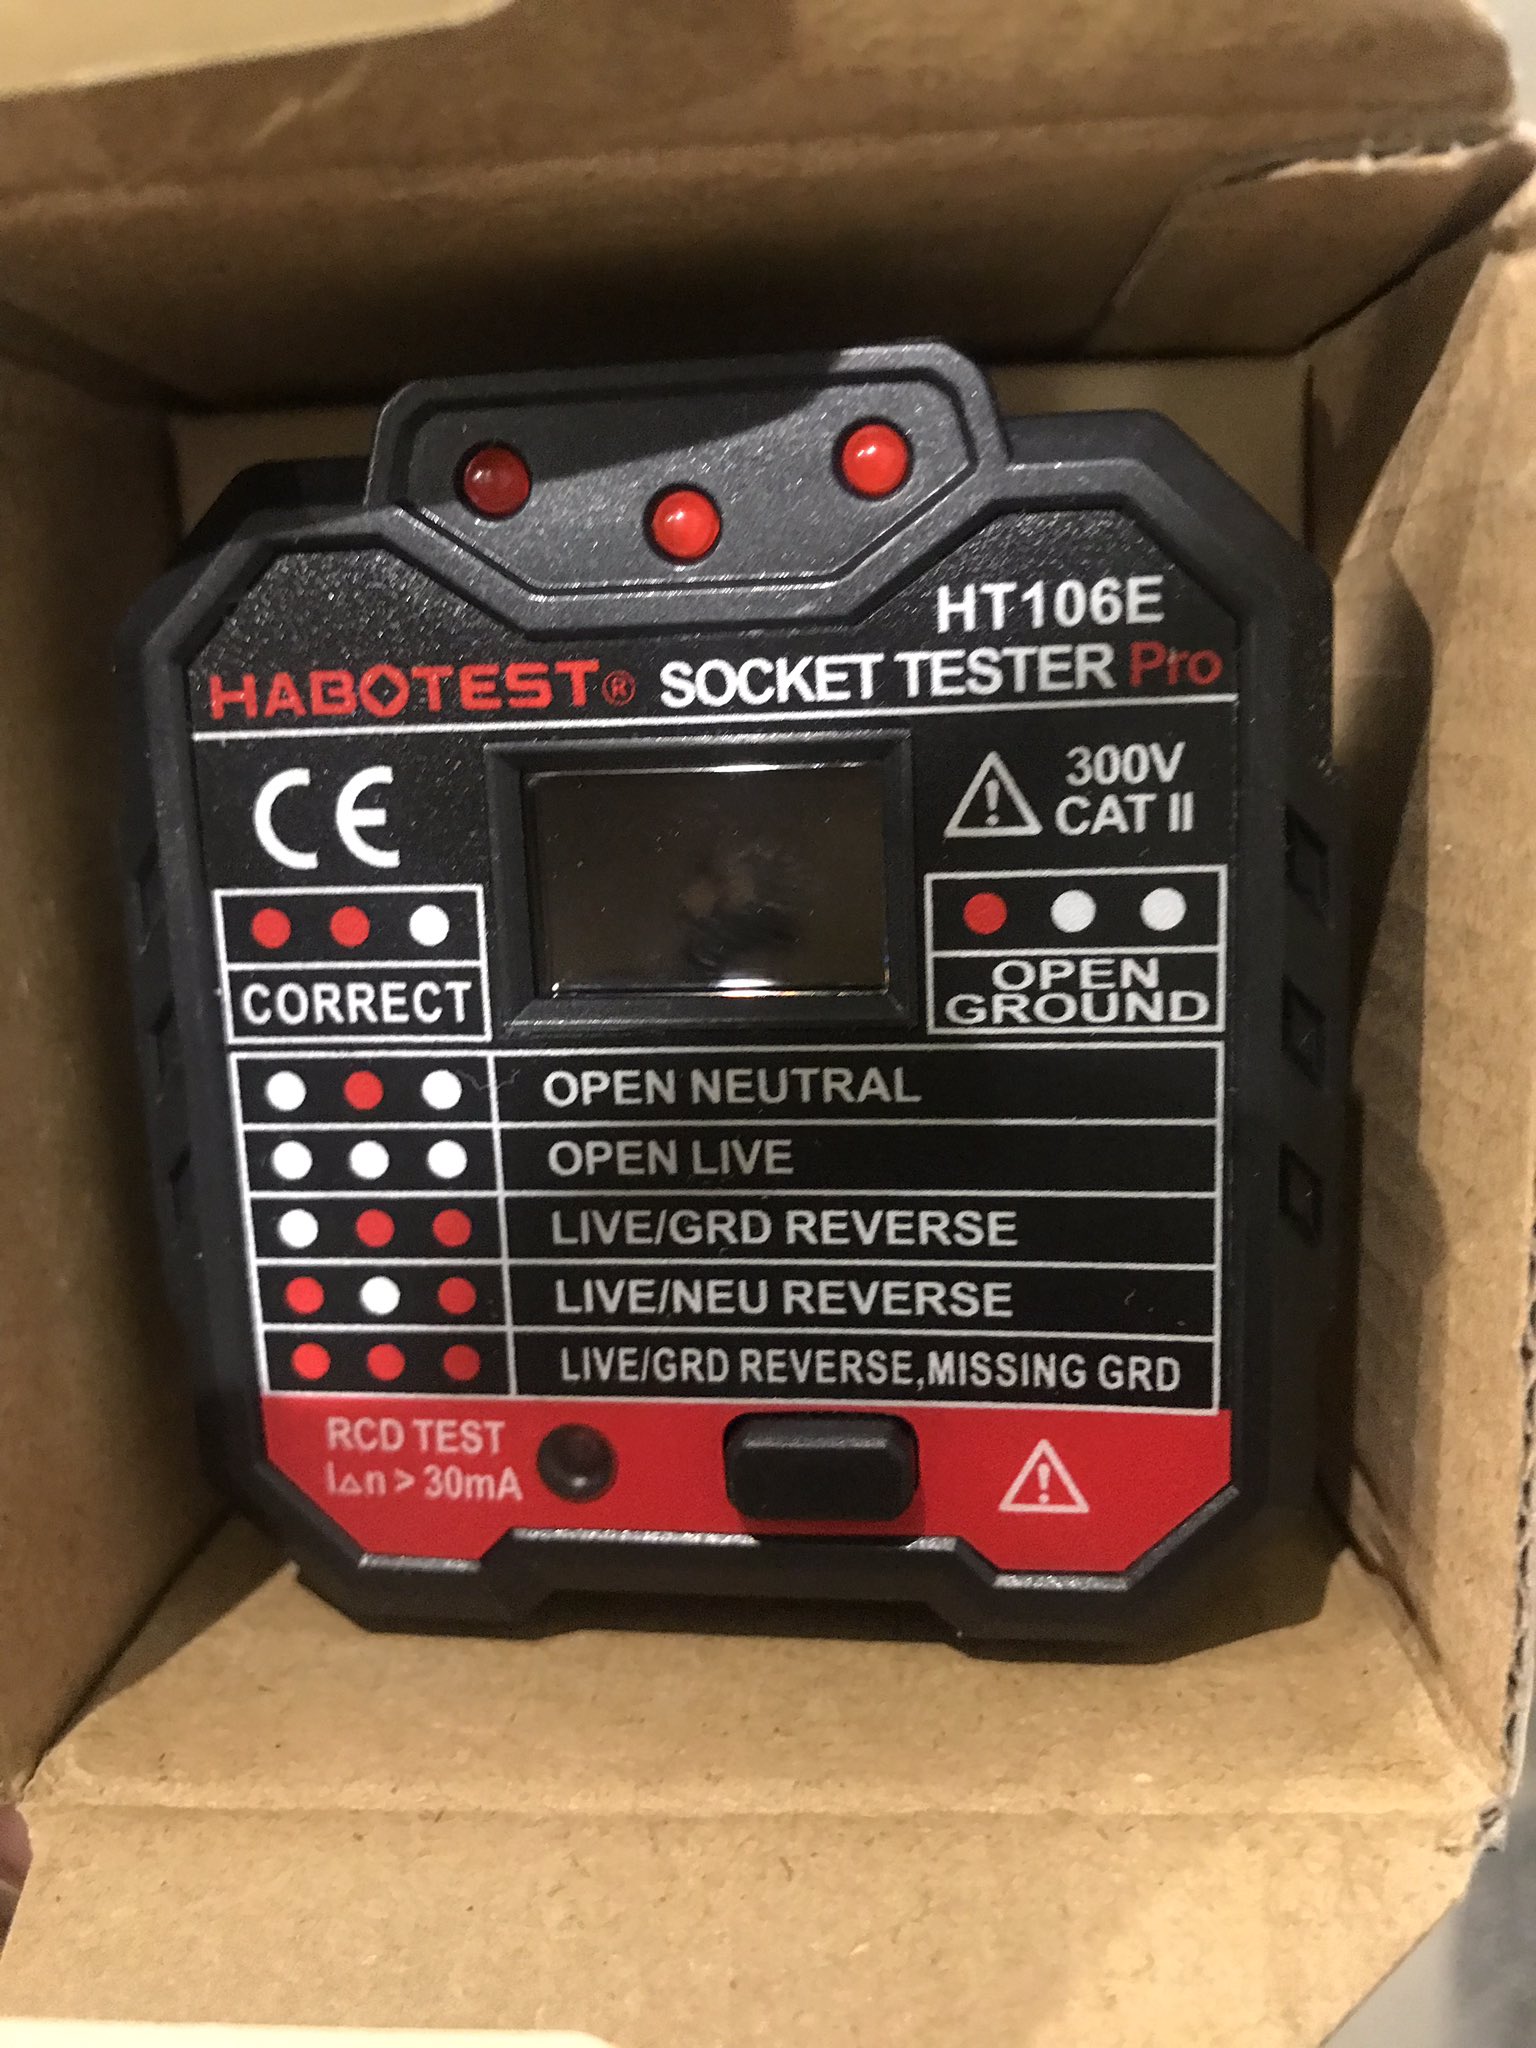 HT106E
HABOTEST® SOCKET TESTER Pro
CE
300V
CAT II
CORRECT
OPEN
GROUND
OPEN NEUTRAL
OPEN LIVE
LIVE/GRD REVERSE
LIVE/NEU REVERSE
LIVE/GRD REVERSE,MISSING GRD
RCD TEST
I△n > 30mA